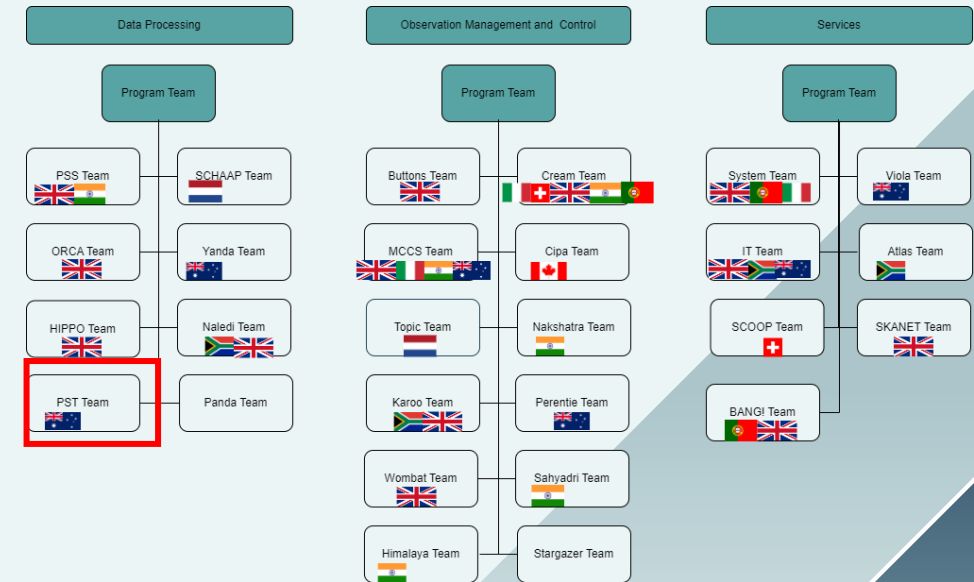 Data Processing
Observation Management and Control
Services
Program Team
Program Team
Program Team
PSS Team
SCHAAP Team
Buttons Team
Cream Team
System Team
Viola Team
ORCA Team
Yanda Team
MCCS Team
Cipa Team
IT Team
Atlas Team
HIPPO Team
Naledi Team
Topic Team
Nakshatra Team
SCOOP Team
SKANET Team
PST Team
Panda Team
Karoo Team
Perentie Team
BANG! Team
Wombat Team
Sahyadri Team
Himalaya Team
Stargazer Team